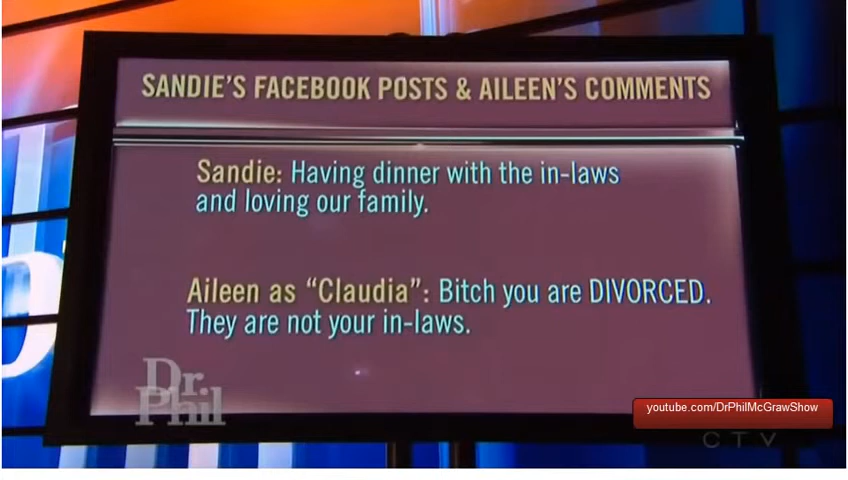 SANDIE'S FACEBOOK POSTS & AILEEN'S COMMENTS
Sandie: Having dinner with the in-laws
and loving our family.
Aileen as “Claudia”: Bitch you are DIVORCED.
They are not your in-laws.
Dr.
Phil
youtube.com/DrPhilMcGrawShow
CTV